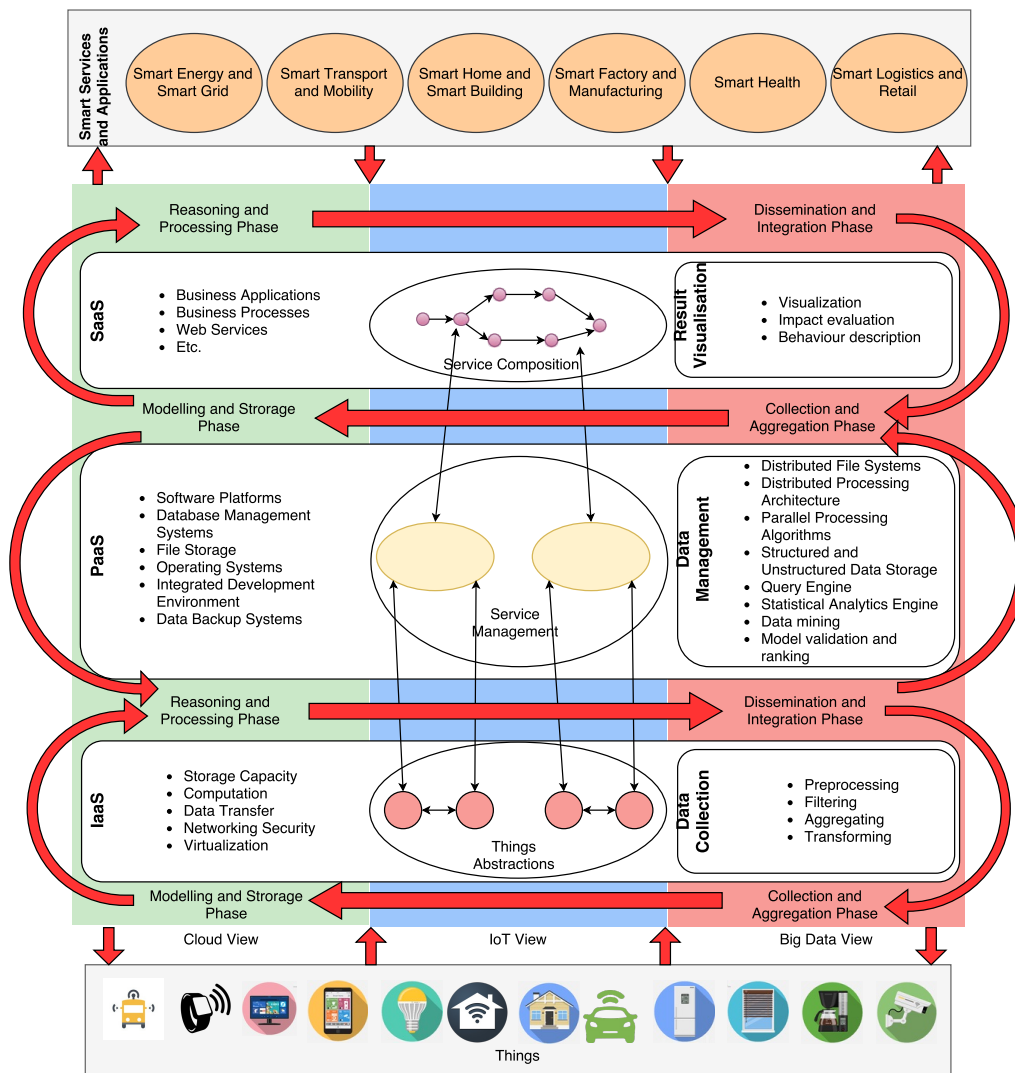 Smart Services
and Applications
Smart Energy and
Smart Grid
Smart Transport
and Mobility
Smart Home and
Smart Building
Smart Factory and
Manufacturing
Smart Health
Smart Logistics and
Retail
Reasoning and
Processing Phase
Dissemination and
Integration Phase
SaaS
• Business Applications
• Business Processes
• Web Services
• Etc.
Service Composition
Result
Visualisation
• Visualization
• Impact evaluation
• Behaviour description
Modelling and Strorage
Phase
Collection and
Aggregation Phase
PaaS
• Software Platforms
• Database Management
Systems
• File Storage
• Operating Systems
• Integrated Development
Environment
• Data Backup Systems
Service
Management
Data
Management
• Distributed File Systems
• Distributed Processing
Architecture
• Parallel Processing
Algorithms
• Structured and
Unstructured Data Storage
• Query Engine
• Statistical Analytics Engine
• Data mining
• Model validation and
ranking
Reasoning and
Processing Phase
Dissemination and
Integration Phase
IaaS
• Storage Capacity
• Computation
• Data Transfer
• Networking Security
• Virtualization
Things
Abstractions
Data
Collection
• Preprocessing
• Filtering
• Aggregating
• Transforming
Modelling and Strorage
Phase
Collection and
Aggregation Phase
Cloud View
IoT View
Big Data View
Things